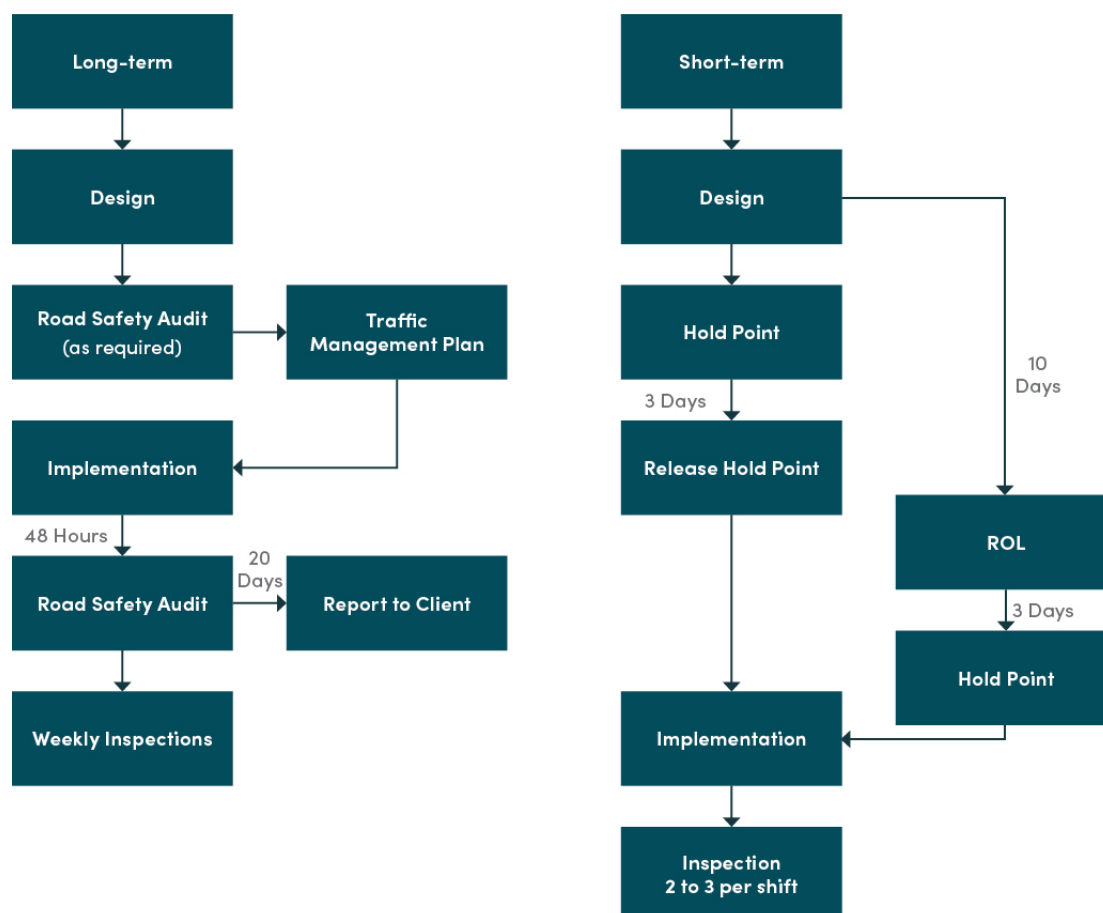 Long-term
Design
Road Safety Audit
(as required)
Traffic
Management Plan
Implementation
48 Hours
Road Safety Audit
20
Days
Report to Client
Weekly Inspections
Short-term
Design
Hold Point
3 Days
Release Hold Point
10
Days
ROL
3 Days
Hold Point
Implementation
Inspection
2 to 3 per shift